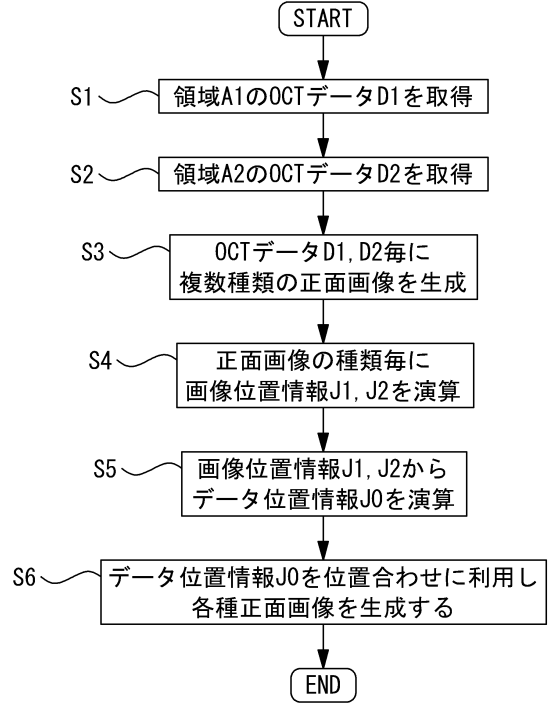 START
S1 領域A1のOCTデータD1を取得
S2 領域A2のOCTデータD2を取得
S3 OCTデータD1,D2毎に
複数種類の正面画像を生成
S4 正面画像の種類毎に
画像位置情報J1,J2を演算
S5 画像位置情報J1,J2から
データ位置情報J0を演算
S6 データ位置情報J0を位置合わせに利用し
各種正面画像を生成する
END